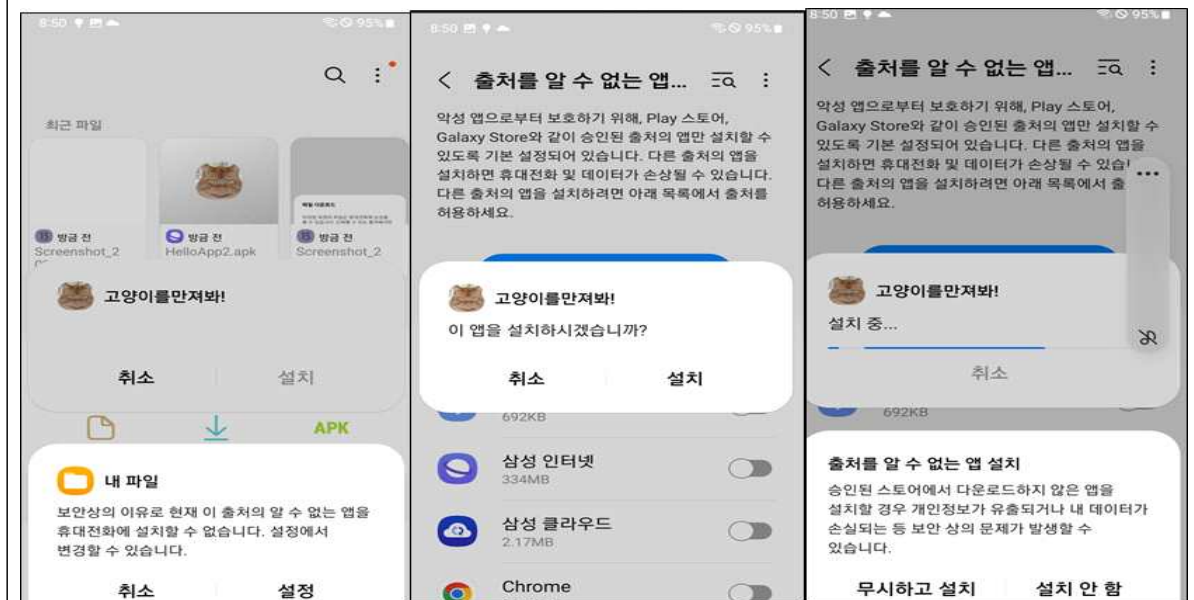 8:50
95%
최근 파일
방금 전
Screenshot_2
방금 전
HelloApp2.apk
방금 전
Screenshot_2
고양이를만져봐!
취소
설치
APK
내 파일
보안상의 이유로 현재 이 출처의 알 수 없는 앱을
휴대전화에 설치할 수 없습니다. 설정에서
변경할 수 있습니다.
취소
설정
8:50
95%
출처를 알 수 없는 앱...
악성 앱으로부터 보호하기 위해, Play 스토어,
Galaxy Store와 같이 승인된 출처의 앱만 설치할 수
있도록 기본 설정되어 있습니다. 다른 출처의 앱을
설치하면 휴대전화 및 데이터가 손상될 수 있습니다.
다른 출처의 앱을 설치하려면 아래 목록에서 출처를
허용하세요.
고양이를만져봐!
이 앱을 설치하시겠습니까?
취소
설치
692KB
삼성 인터넷
334MB
삼성 클라우드
2.17MB
Chrome
8:50
95%
출처를 알 수 없는 앱...
악성 앱으로부터 보호하기 위해, Play 스토어,
Galaxy Store와 같이 승인된 출처의 앱만 설치할 수
있도록 기본 설정되어 있습니다. 다른 출처의 앱을
설치하면 휴대전화 및 데이터가 손상될 수 있
다른 출처의 앱을 설치하려면 아래 목록에서 출
허용하세요.
고양이를만져봐!
설치 중...
취소
692KB
출처를 알 수 없는 앱 설치
승인된 스토어에서 다운로드하지 않은 앱을
설치할 경우 개인정보가 유출되거나 내 데이터가
손실되는 등 보안 상의 문제가 발생할 수
있습니다.
무시하고 설치
설치 안 함